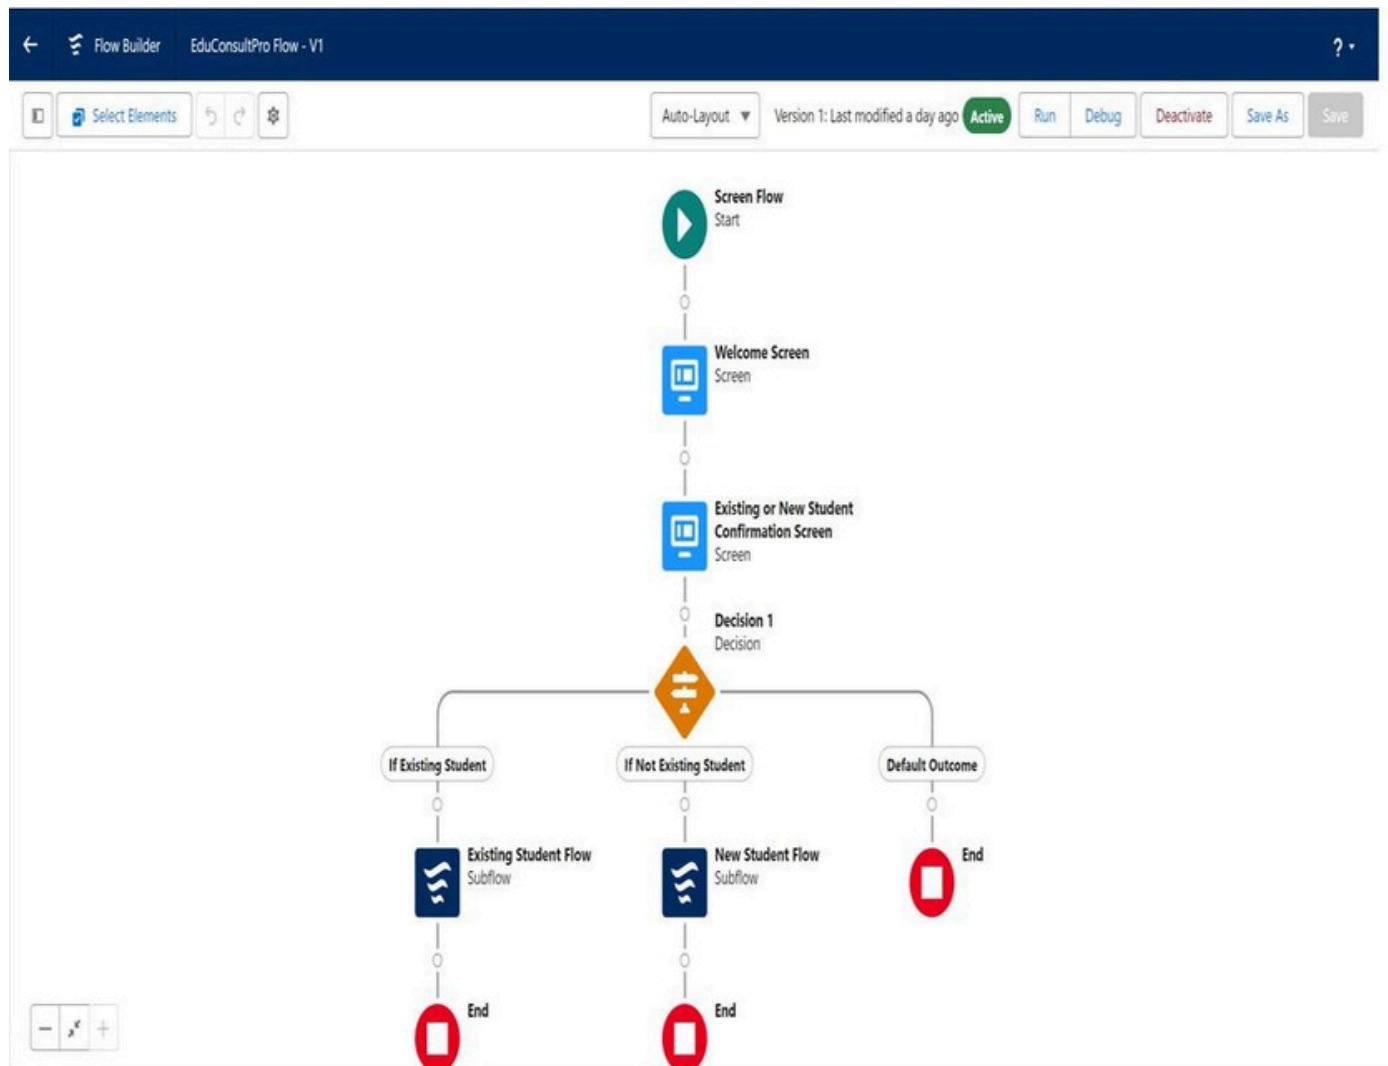 Flow Builder
EduConsultPro Flow - V1
?
Select Elements
Auto-Layout
Version 1: Last modified a day ago
Active
Run
Debug
Deactivate
Save As
Save
Screen Flow
Start
Welcome Screen
Screen
Existing or New Student
Confirmation Screen
Screen
Decision 1
Decision
If Existing Student
If Not Existing Student
Default Outcome
Existing Student Flow
Subflow
New Student Flow
Subflow
End
End
End